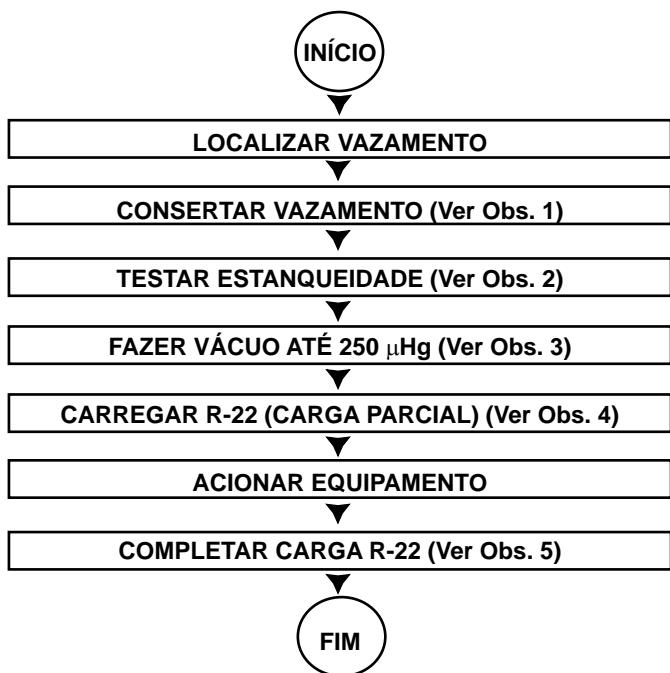 INÍCIO
LOCALIZAR VAZAMENTO
CONSERTAR VAZAMENTO (Ver Obs. 1)
TESTAR ESTANQUEIDADE (Ver Obs. 2)
FAZER VÁCUO ATÉ 250 μHg (Ver Obs. 3)
CARREGAR R-22 (CARGA PARCIAL) (Ver Obs. 4)
ACIONAR EQUIPAMENTO
COMPLETAR CARGA R-22 (Ver Obs. 5)
FIM